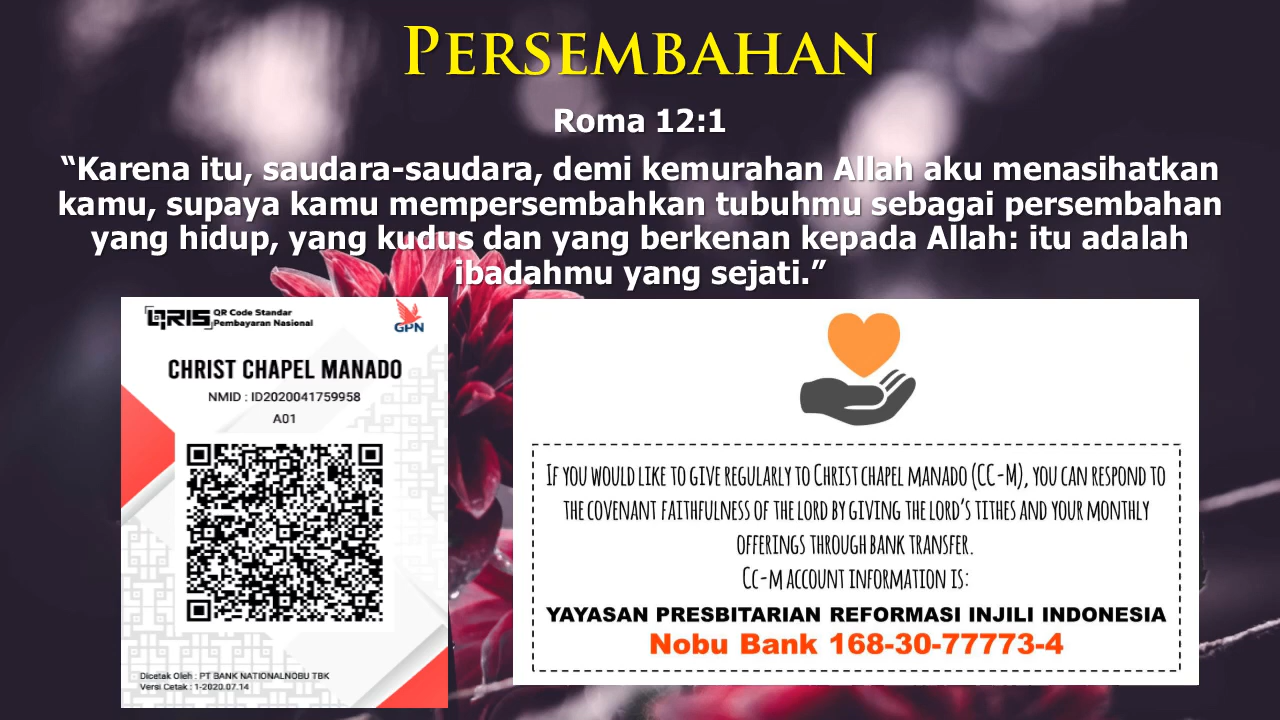 PERSEMBAHAN
Roma 12:1
“Karena itu, saudara-saudara, demi kemurahan Allah aku menasihatkan
kamu, supaya kamu mempersembahkan tubuhmu sebagai persembahan
yang hidup, yang kudus dan yang berkenan kepada Allah: itu adalah
ibadahmu yang sejati.”
QRIS QR Code Standar
Pembayaran Nasional
GPN
CHRIST CHAPEL MANADO
NMID : ID2020041759958
A01
Dicetak Oleh : PT BANK NATIONALNOBU TBK
Versi Cetak : 1-2020.07.14
IF YOU WOULD LIKE TO GIVE REGULARLY TO CHRIST CHAPEL MANADO (CC-M), YOU CAN RESPOND TO
THE COVENANT FAITHFULNESS OF THE LORD BY GIVING THE LORD’S TITHES AND YOUR MONTHLY
OFFERINGS THROUGH BANK TRANSFER.
CC-M ACCOUNT INFORMATION IS:
YAYASAN PRESBITARIAN REFORMASI INJILI INDONESIA
Nobu Bank 168-30-77773-4